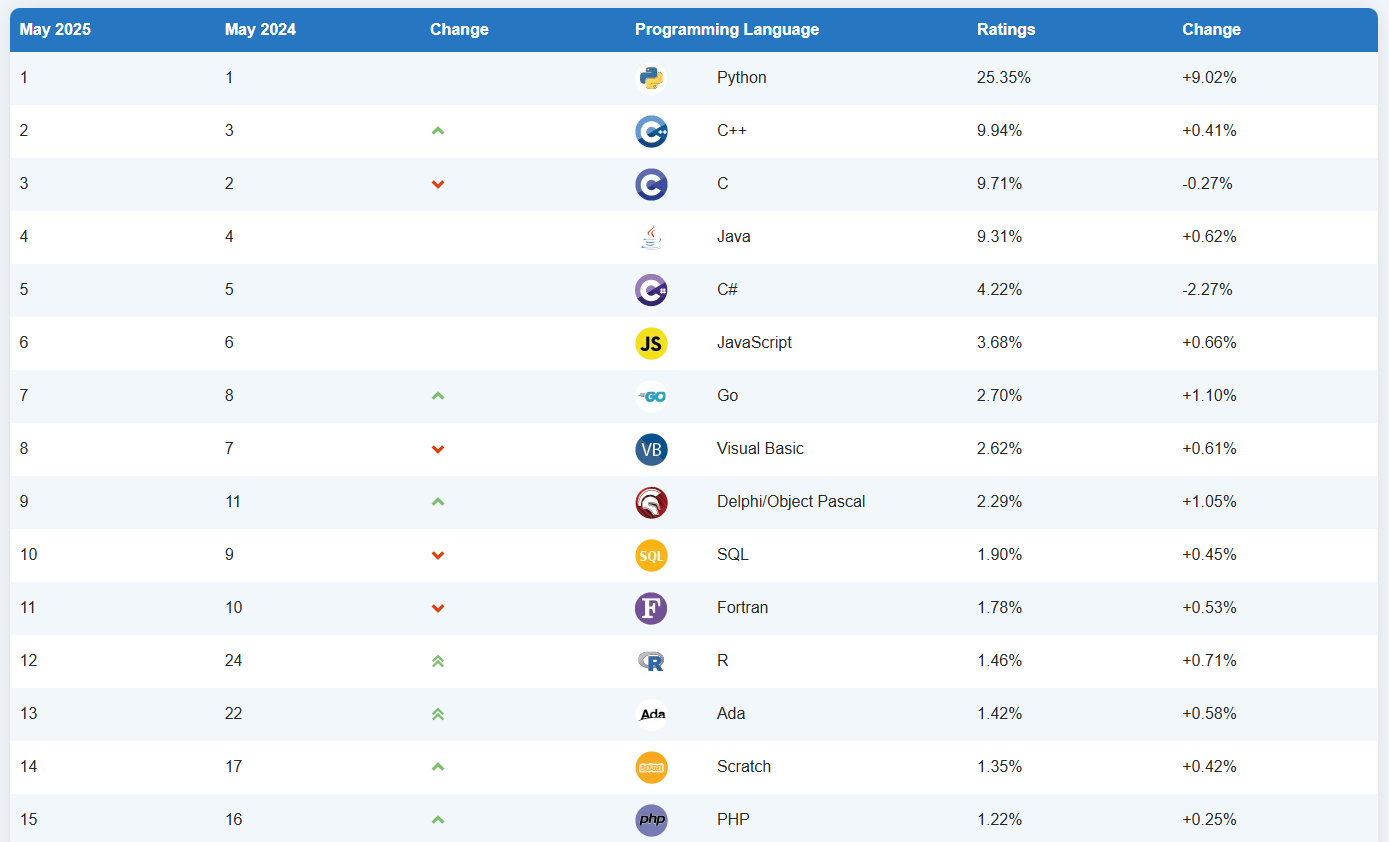 May 2025 May 2024 Change Programming Language Ratings Change
1 1 Python 25.35% +9.02%
2 3 C++ 9.94% +0.41%
3 2 C 9.71% -0.27%
4 4 Java 9.31% +0.62%
5 5 C# 4.22% -2.27%
6 6 JS JavaScript 3.68% +0.66%
7 8 GO Go 2.70% +1.10%
8 7 VB Visual Basic 2.62% +0.61%
9 11 Delphi/Object Pascal 2.29% +1.05%
10 9 SQL SQL 1.90% +0.45%
11 10 F Fortran 1.78% +0.53%
12 24 R R 1.46% +0.71%
13 22 Ada Ada 1.42% +0.58%
14 17 Scratch 1.35% +0.42%
15 16 php PHP 1.22% +0.25%